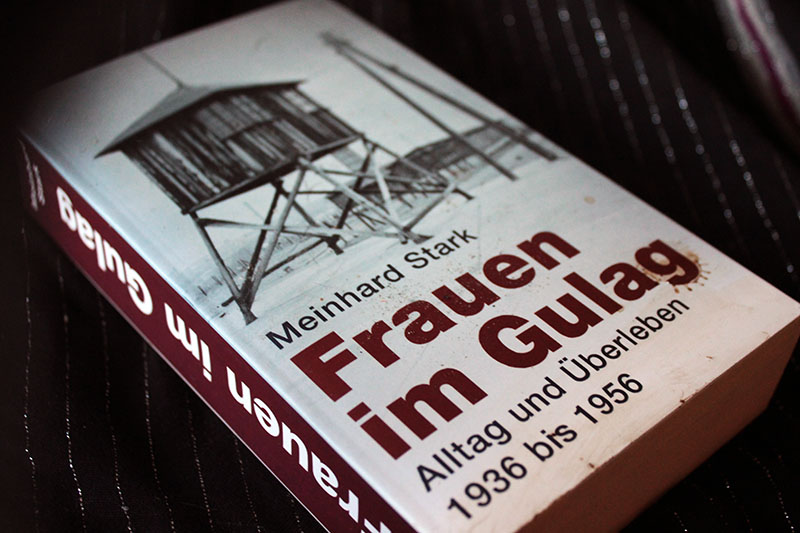 Meinhard Stark
Frauen
im Gulag
Alltag und Überleben
1936 bis 1956
Frauen im Gulag